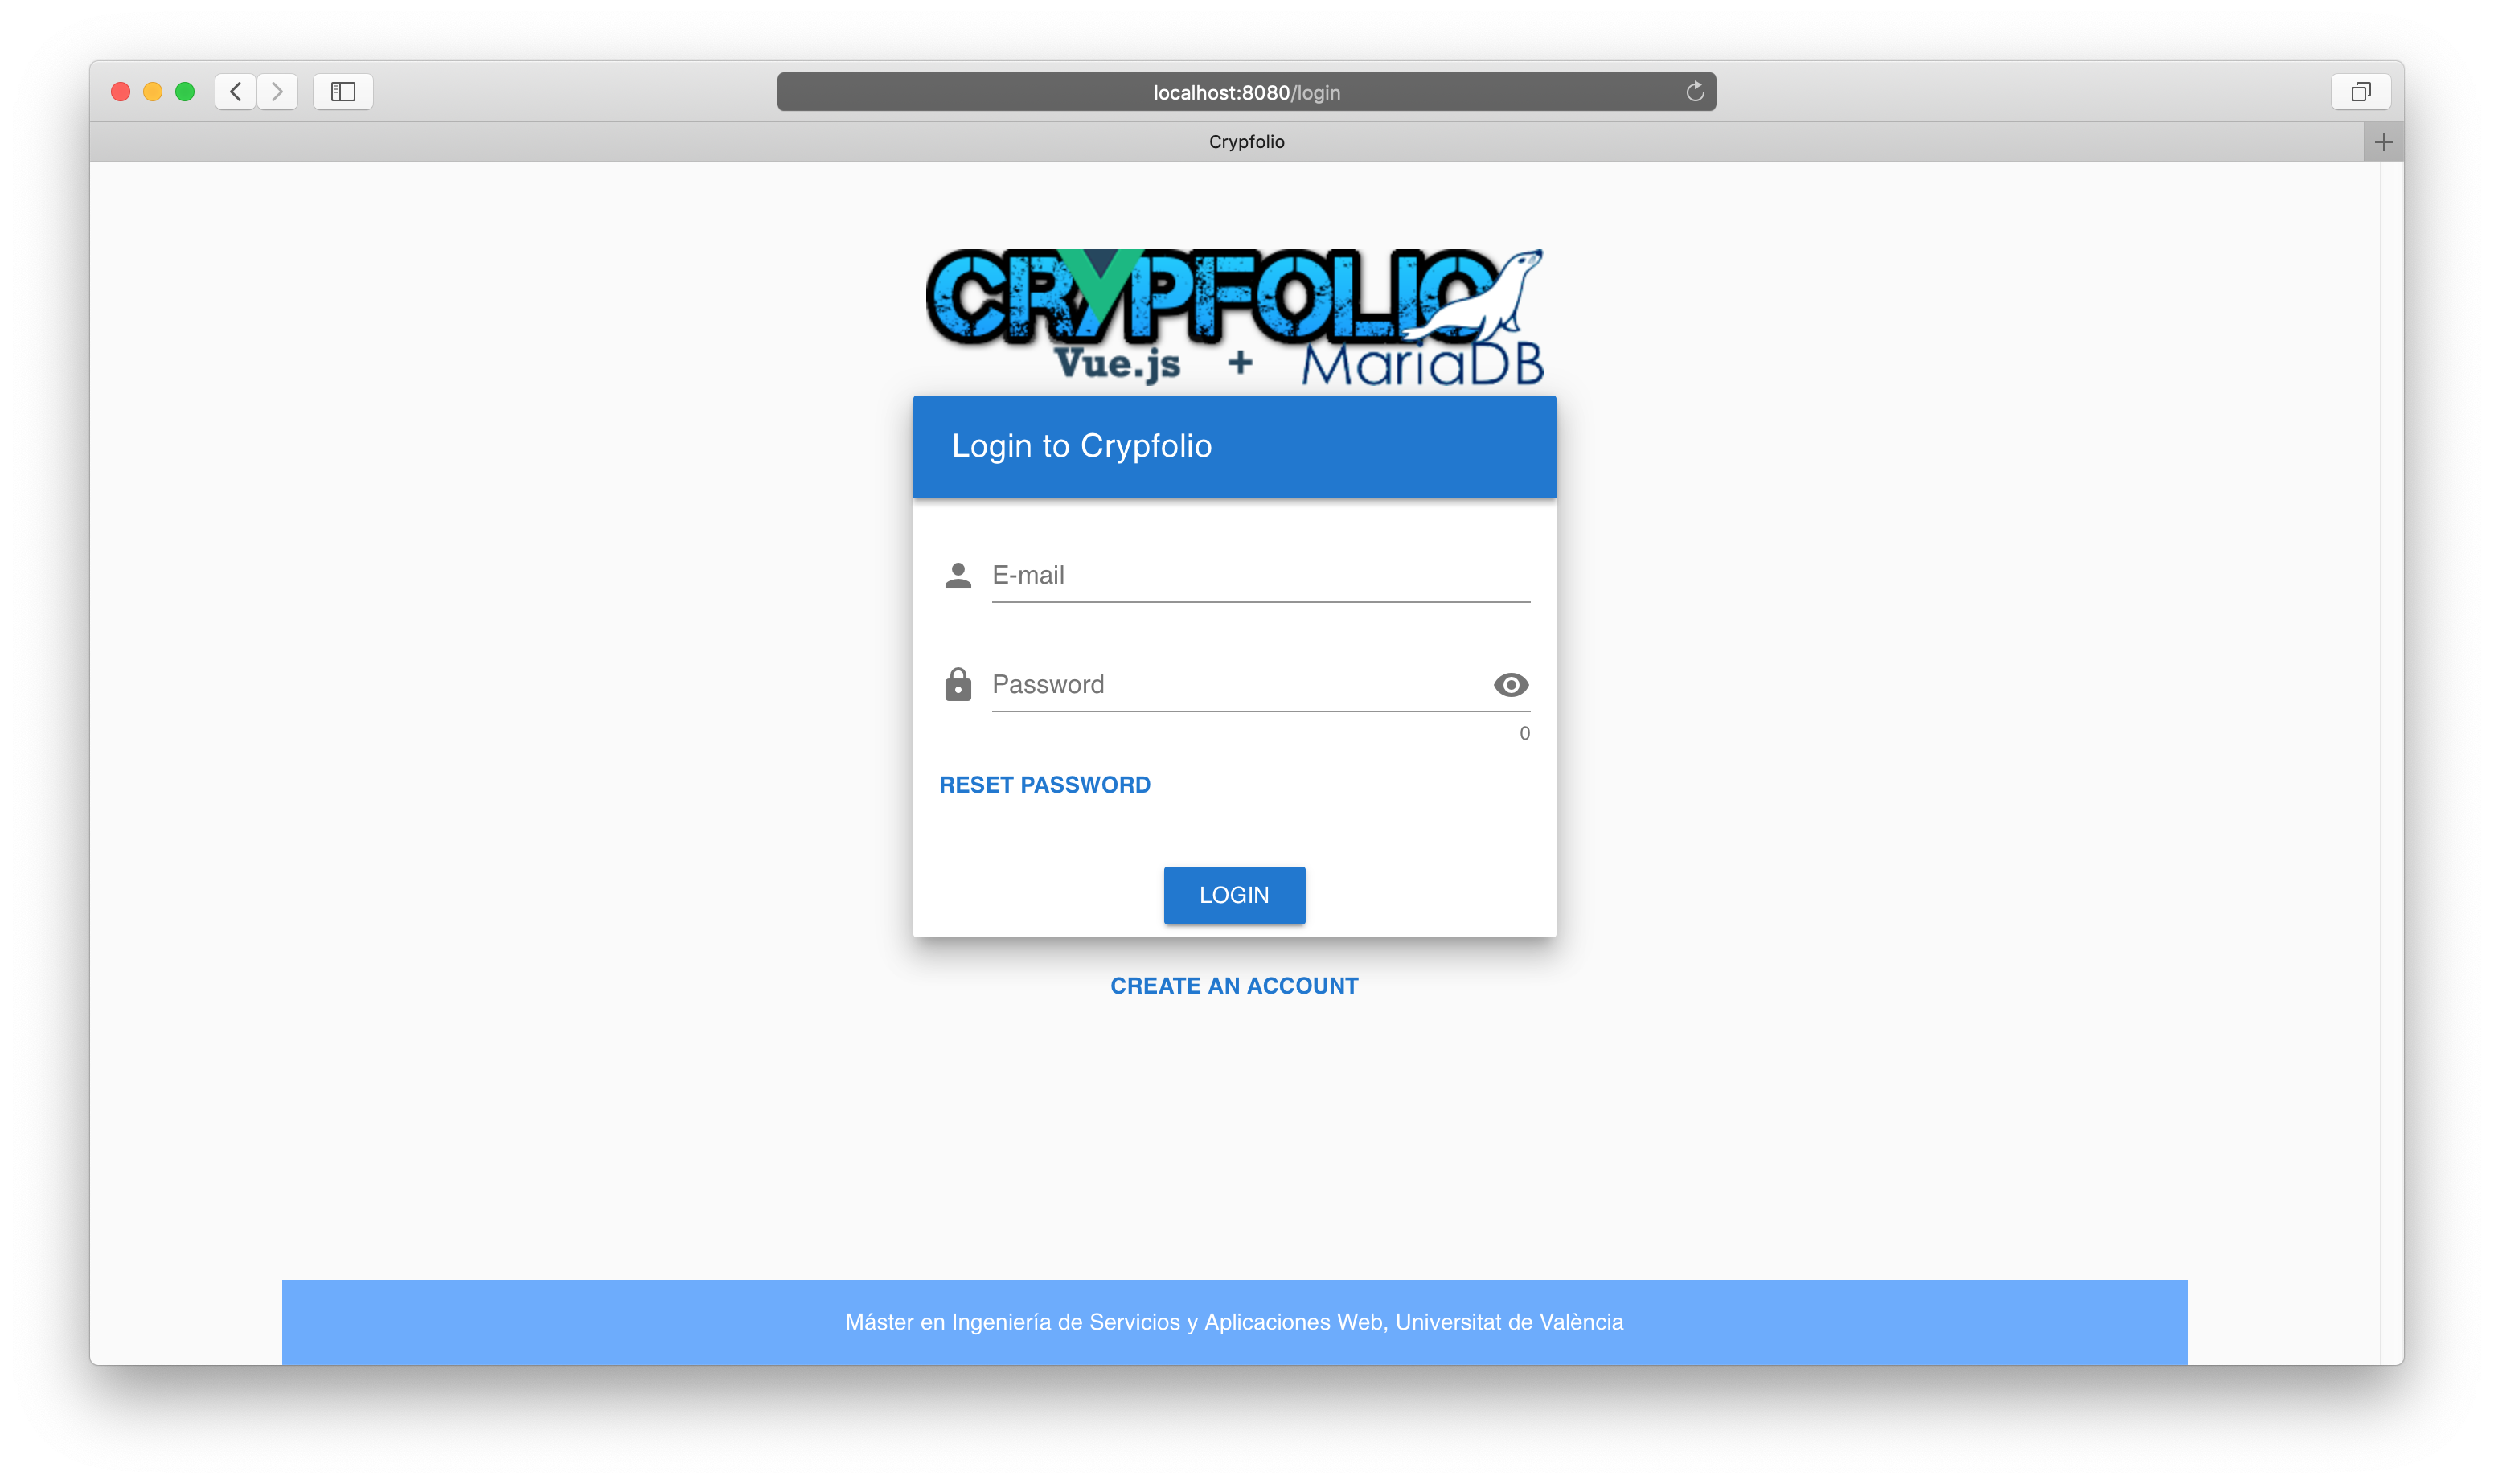 localhost:8080/login
Crypfolio
CRYPFOLIO
Vue.js + MariaDB
Login to Crypfolio
E-mail
Password
0
RESET PASSWORD
LOGIN
CREATE AN ACCOUNT
Máster en Ingeniería de Servicios y Aplicaciones Web, Universitat de València